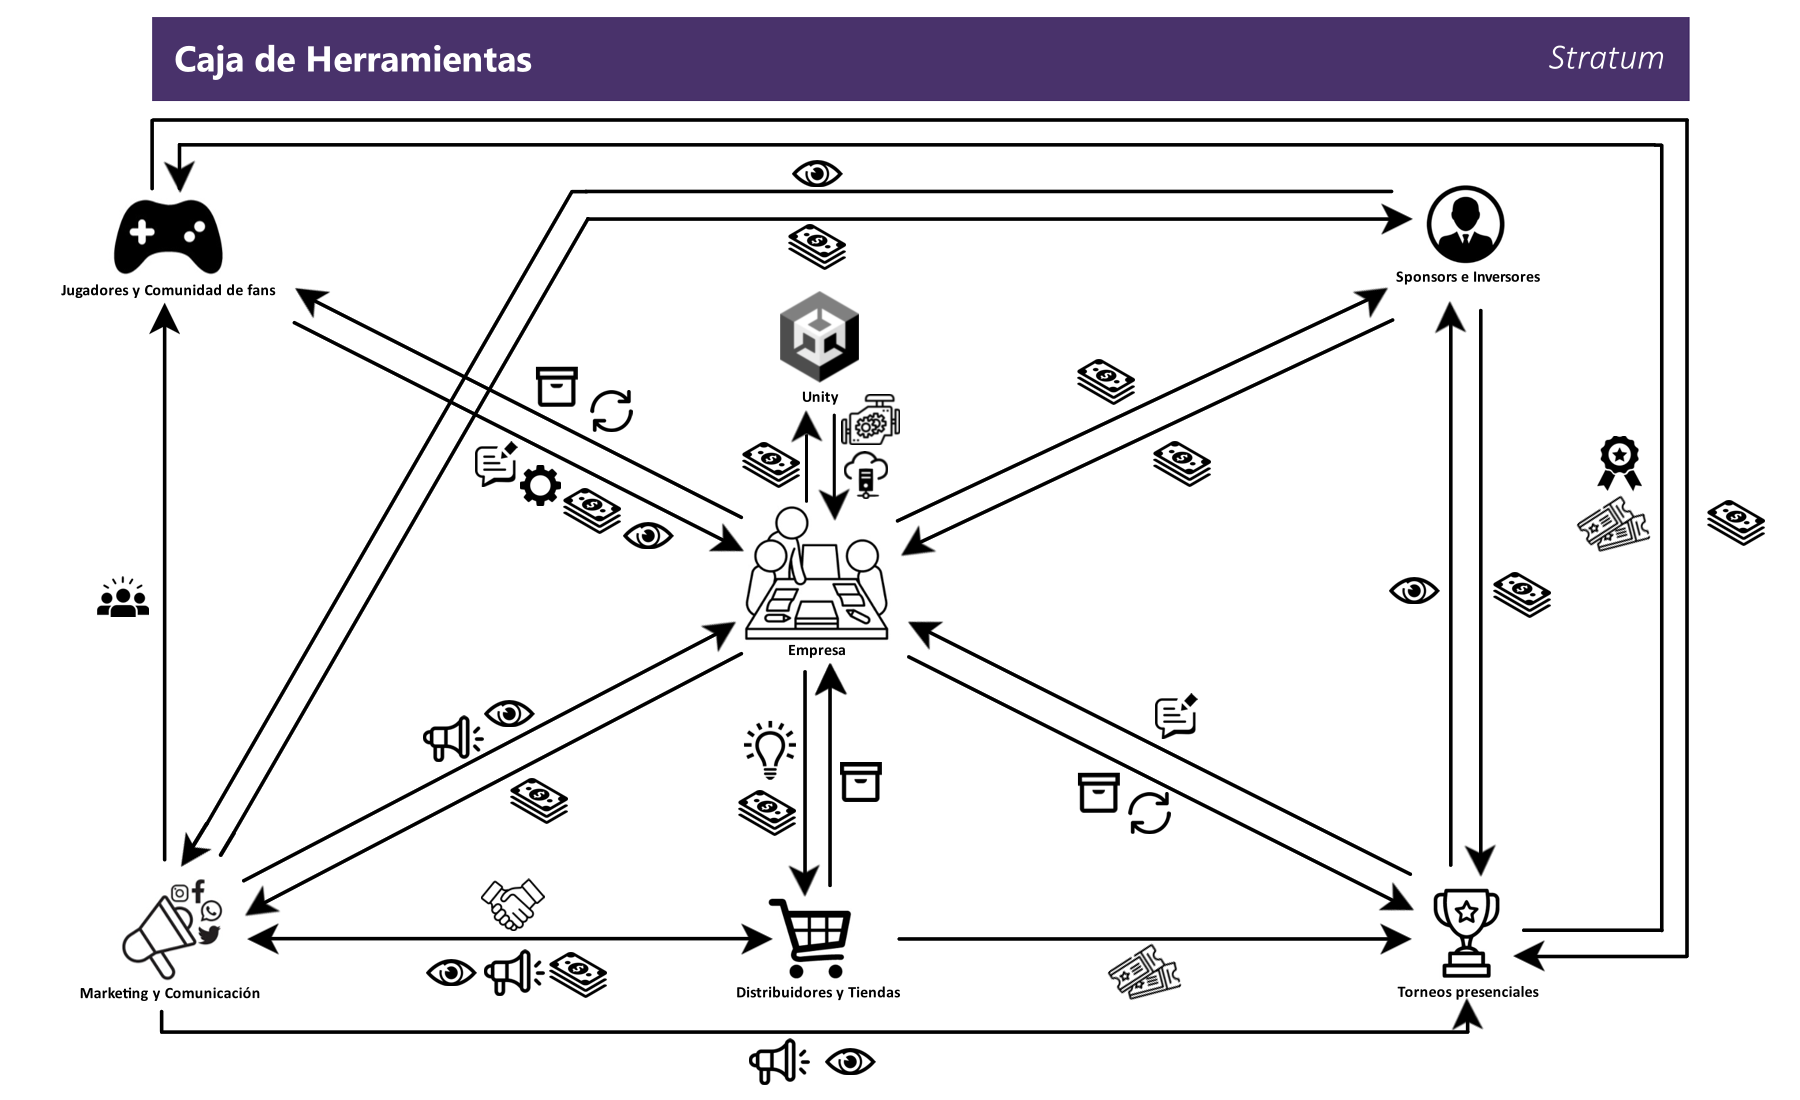 Caja de Herramientas
Stratum
Jugadores y Comunidad de fans
Sponsors e Inversores
Unity
Empresa
Marketing y Comunicación
Distribuidores y Tiendas
Torneos presenciales